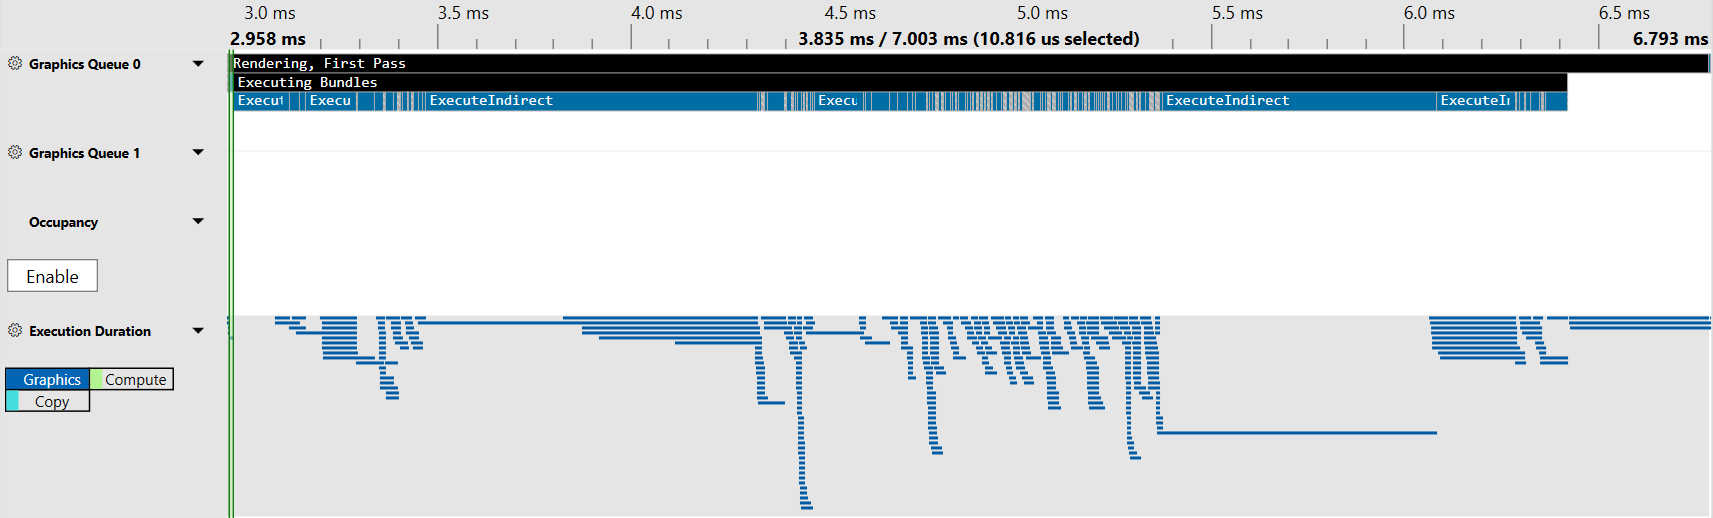 3.0 ms 3.5 ms 4.0 ms 4.5 ms 5.0 ms 5.5 ms 6.0 ms 6.5 ms
2.958 ms 3.835 ms / 7.003 ms (10.816 us selected) 6.793 ms
Graphics Queue 0
Rendering, First Pass
Executing Bundles
Execut Execu ExecuteIndirect Execu ExecuteIndirect ExecuteIn
Graphics Queue 1
Occupancy
Enable
Execution Duration
Graphics Compute
Copy